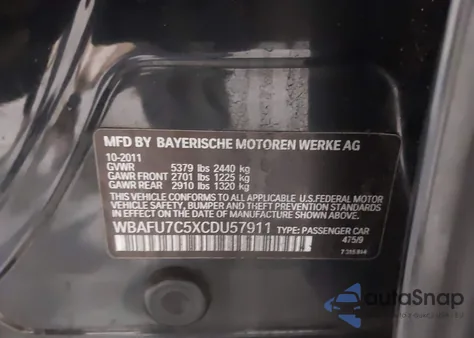 MFD BY BAYERISCHE MOTOREN WERKE AG
10-2011
GVWR 5379 lbs 2440 kg
GAWR FRONT 2701 lbs 1225 kg
GAWR REAR 2910 lbs 1320 kg
THIS VEHICLE CONFORMS TO ALL APPLICABLE U.S.FEDERAL MOTOR
VEHICLE SAFETY, BUMPER, AND THEFT PREVENTION STANDARDS
IN EFFECT ON THE DATE OF MANUFACTURE SHOWN ABOVE.
WBAFU7C5XCDU57911 TYPE: PASSENGER CAR
475/9
autoSnap